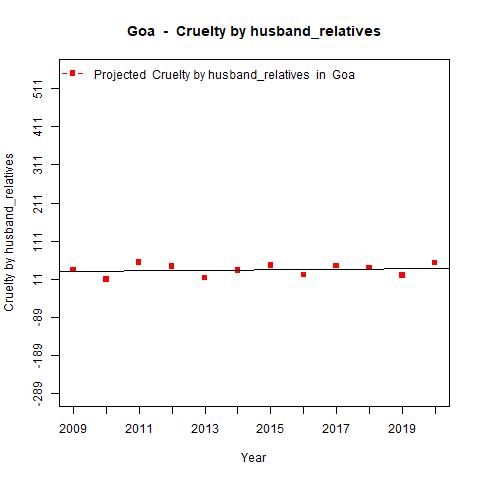 Goa - Cruelty by husband_relatives
Projected Cruelty by husband_relatives in Goa
Cruelty by husband_relatives
511
411
311
211
111
11
-89
-189
-289
2009 2011 2013 2015 2017 2019
Year